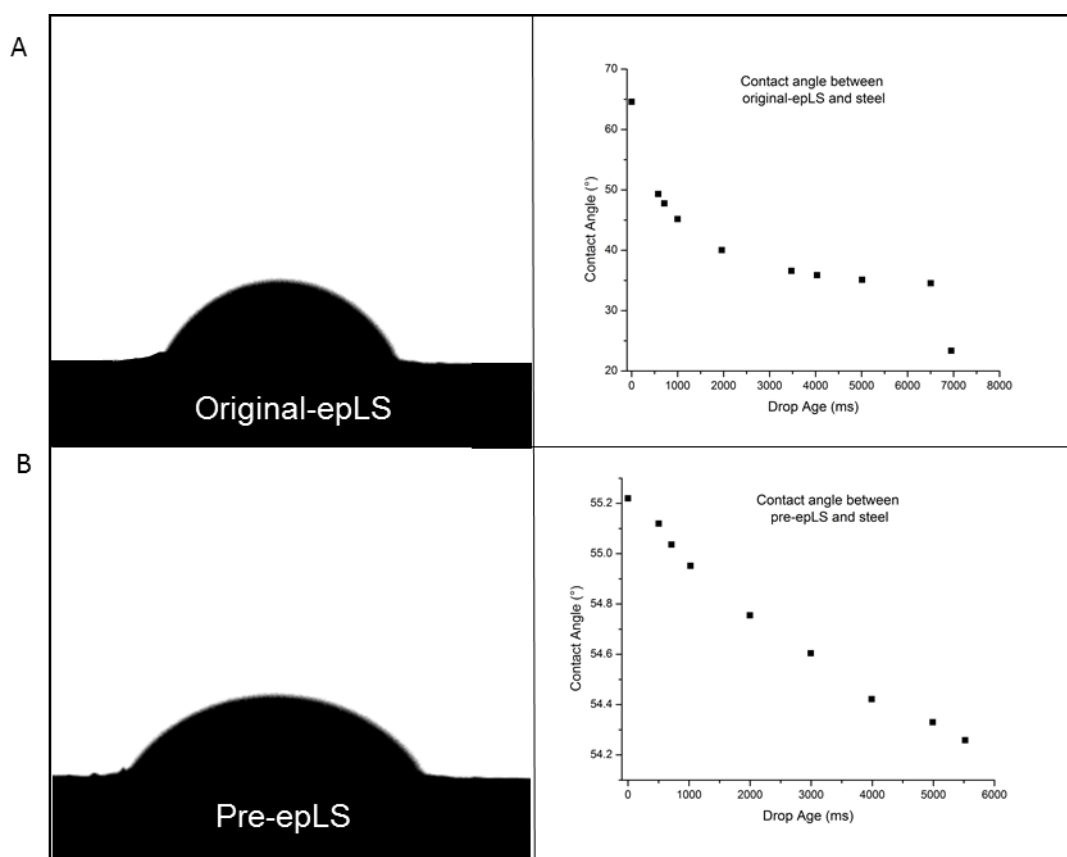 A
Original-epLS
Contact angle between
original-epLS and steel
Contact Angle (°)
70
60
50
40
30
20
0 1000 2000 3000 4000 5000 6000 7000 8000
Drop Age (ms)
B
Pre-epLS
Contact angle between
pre-epLS and steel
Contact Angle (°)
55.2
55.0
54.8
54.6
54.4
54.2
0 1000 2000 3000 4000 5000 6000
Drop Age (ms)